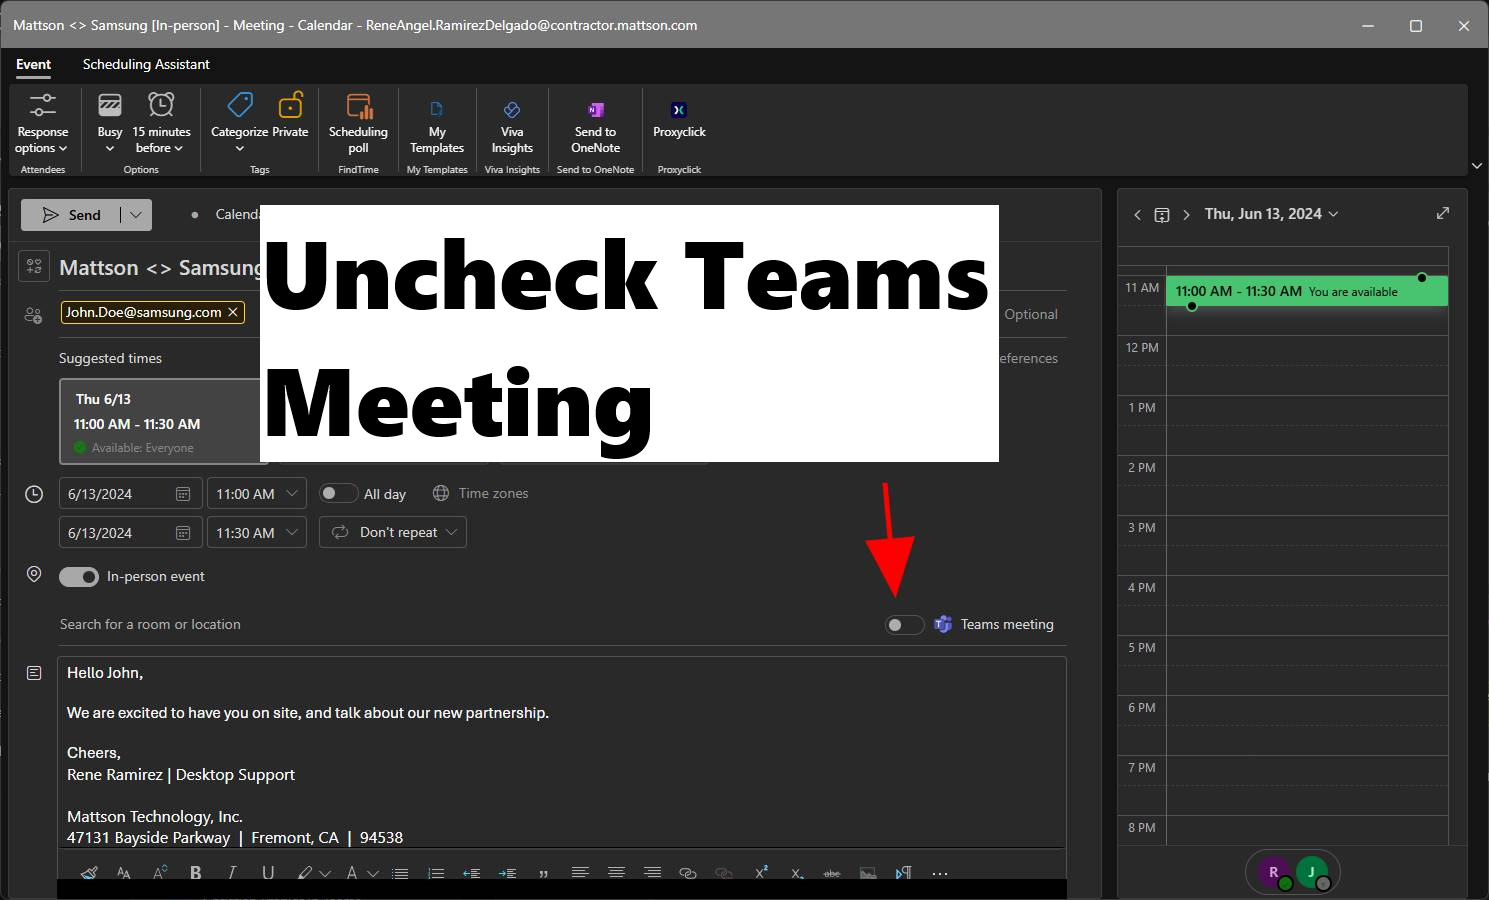 Mattson <> Samsung [In-person] - Meeting - Calendar - ReneAngel.RamirezDelgado@contractor.mattson.com
Event Scheduling Assistant
Response options
Attendees
Busy
15 minutes before
Options
Categorize Private
Tags
Scheduling poll
FindTime
My Templates
My Templates
Viva Insights
Viva Insights
Send to OneNote
Send to OneNote
Proxyclick
Proxyclick
Send
Calenda
Mattson <> Samsung
John.Doe@samsung.com
Optional
Suggested times
eferences
Thu 6/13
11:00 AM - 11:30 AM
Available: Everyone
Uncheck Teams
Meeting
6/13/2024 11:00 AM All day Time zones
6/13/2024 11:30 AM Don't repeat
In-person event
Search for a room or location Teams meeting
Hello John,
We are excited to have you on site, and talk about our new partnership.
Cheers,
Rene Ramirez | Desktop Support
Mattson Technology, Inc.
47131 Bayside Parkway | Fremont, CA | 94538
Thu, Jun 13, 2024
11 AM
11:00 AM - 11:30 AM You are available
12 PM
1 PM
2 PM
3 PM
4 PM
5 PM
6 PM
7 PM
8 PM
R J